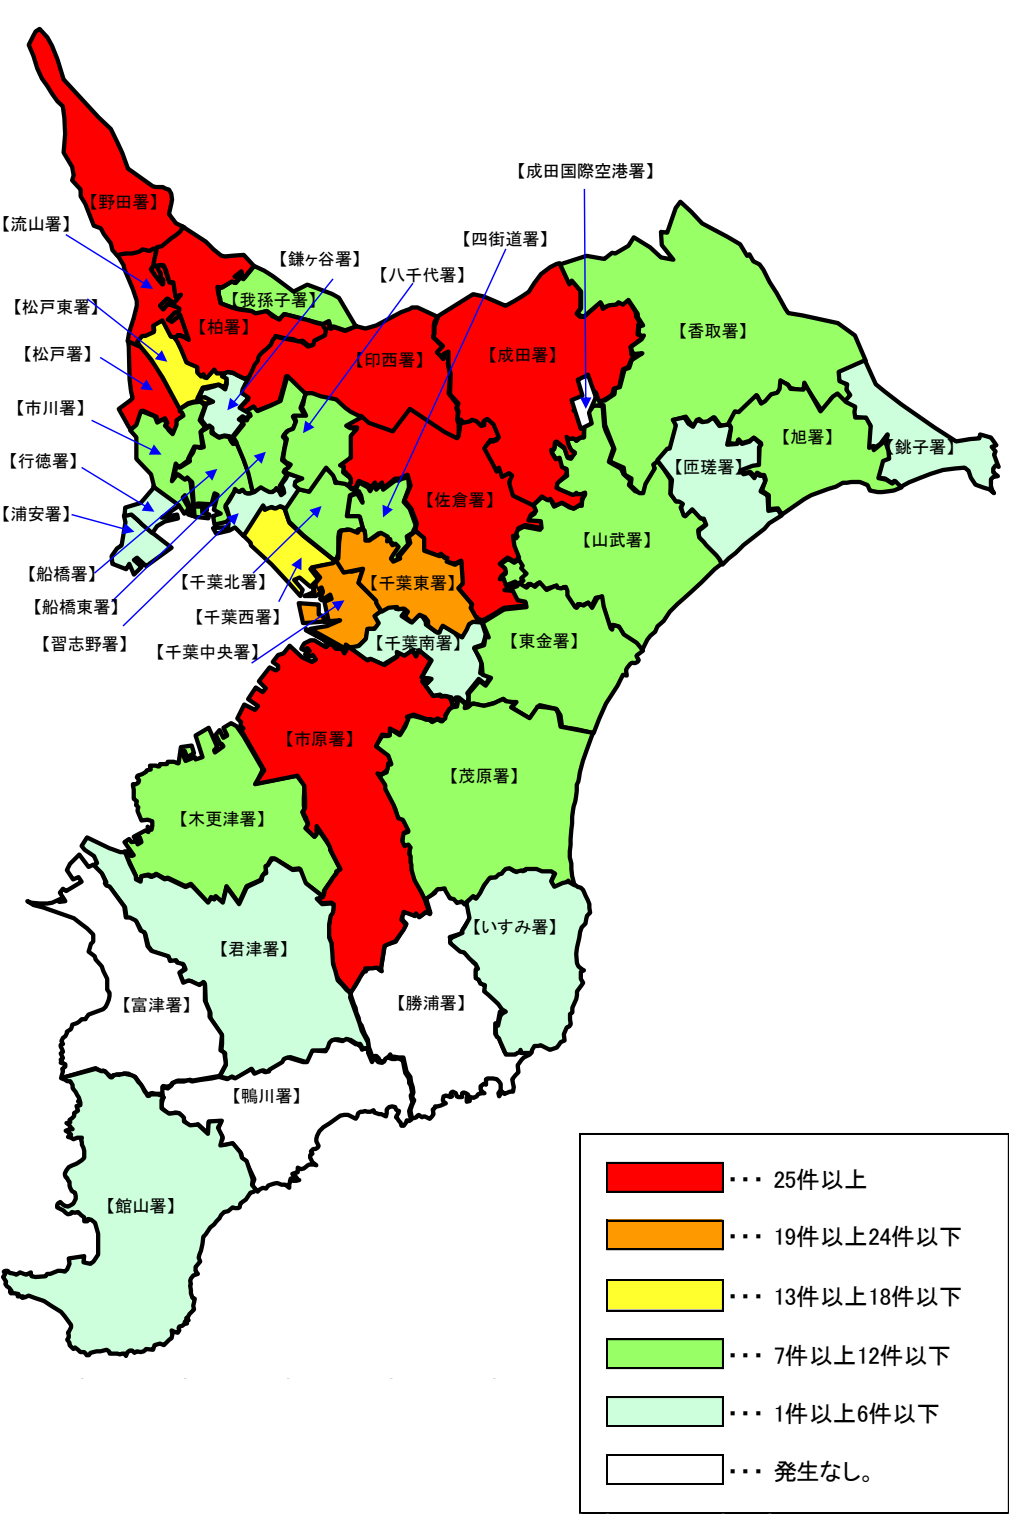 【成田国際空港署】
【野田署】
【流山署】
【四街道署】
【鎌ヶ谷署】
【八千代署】
【我孫子署】
【松戸東署】
【柏署】
【香取署】
【松戸署】
【印西署】
【成田署】
【市川署】
【旭署】
【銚子署】
【行徳署】
【匝瑳署】
【佐倉署】
【浦安署】
【山武署】
【船橋署】
【千葉北署】
【千葉東署】
【船橋東署】
【千葉西署】
【習志野署】
【千葉中央署】
【千葉南署】
【東金署】
【市原署】
【茂原署】
【木更津署】
【いすみ署】
【君津署】
【富津署】
【勝浦署】
【鴨川署】
【館山署】
・・・ 25件以上
・・・ 19件以上24件以下
・・・ 13件以上18件以下
・・・ 7件以上12件以下
・・・ 1件以上6件以下
・・・ 発生なし。